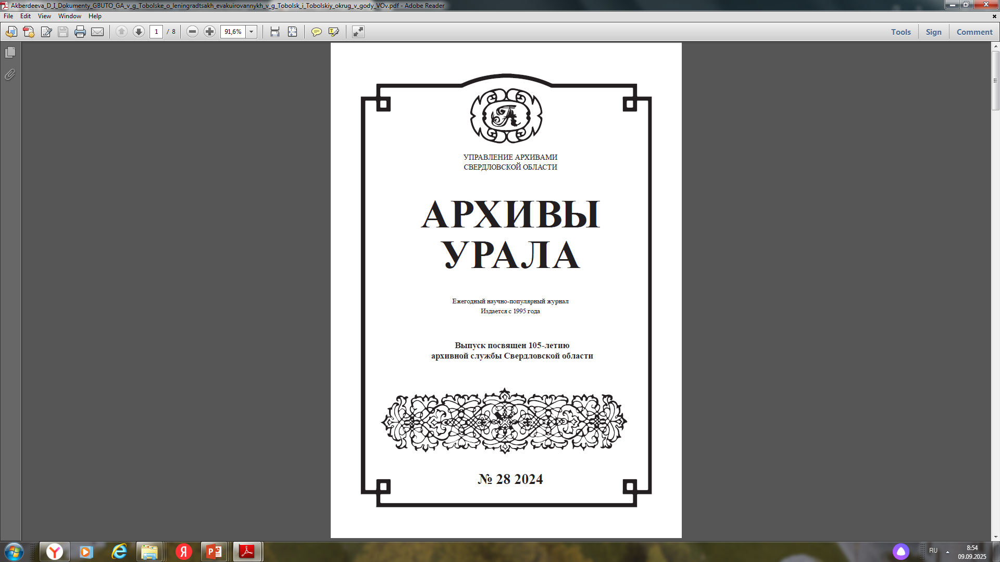 Akberdeeva_D_I_Dokumenty_GBUTO_GA_v_g_Tobolske_o_leningradtsakh_evakuirovannykh_v_g_Tobolsk_i_Tobolskiy_okrug_v_gody_VOv.pdf - Adobe Reader
File Edit View Window Help
1 / 8 91,6% Tools Sign Comment
А
УПРАВЛЕНИЕ АРХИВАМИ
СВЕРДЛОВСКОЙ ОБЛАСТИ
АРХИВЫ
УРАЛА
Ежегодный научно-популярный журнал
Издается с 1995 года
Выпуск посвящен 105-летию
архивной службы Свердловской области
№ 28 2024
RU
8:54
09.09.2025